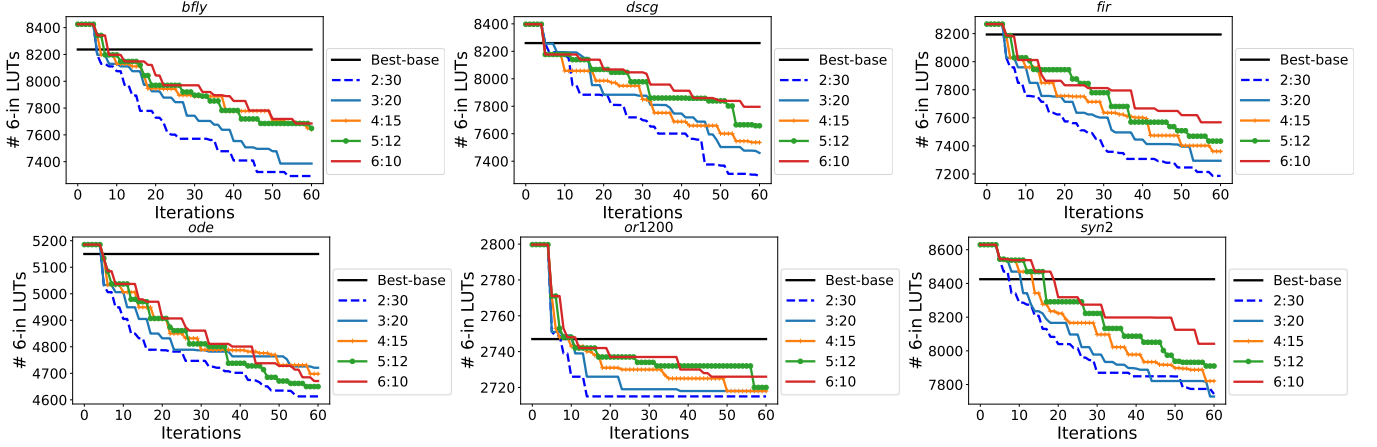 bfly
# 6-in LUTs
8400
8200
8000
7800
7600
7400
0 10 20 30 40 50 60
Iterations
Best-base
2:30
3:20
4:15
5:12
6:10
dscg
# 6-in LUTs
8400
8200
8000
7800
7600
7400
0 10 20 30 40 50 60
Iterations
Best-base
2:30
3:20
4:15
5:12
6:10
fir
# 6-in LUTs
8200
8000
7800
7600
7400
7200
0 10 20 30 40 50 60
Iterations
Best-base
2:30
3:20
4:15
5:12
6:10
ode
# 6-in LUTs
5200
5100
5000
4900
4800
4700
4600
0 10 20 30 40 50 60
Iterations
Best-base
2:30
3:20
4:15
5:12
6:10
or1200
# 6-in LUTs
2800
2780
2760
2740
2720
0 10 20 30 40 50 60
Iterations
Best-base
2:30
3:20
4:15
5:12
6:10
syn2
# 6-in LUTs
8600
8400
8200
8000
7800
0 10 20 30 40 50 60
Iterations
Best-base
2:30
3:20
4:15
5:12
6:10